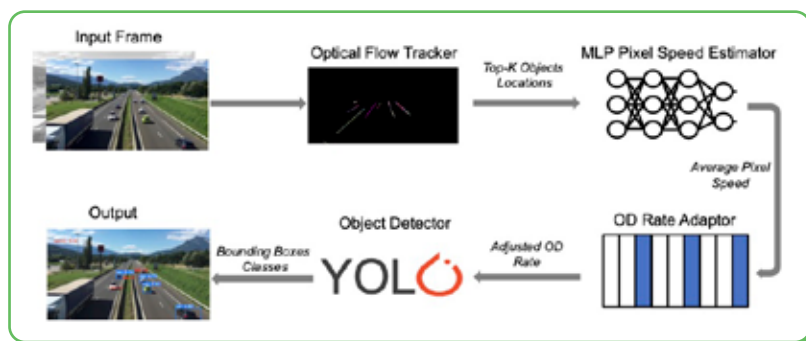 Input Frame
Optical Flow Tracker
Top-K Objects
Locations
MLP Pixel Speed Estimator
Average Pixel
Speed
OD Rate Adaptor
Adjusted OD
Rate
Object Detector
YOLO
Bounding Boxes
Classes
Output